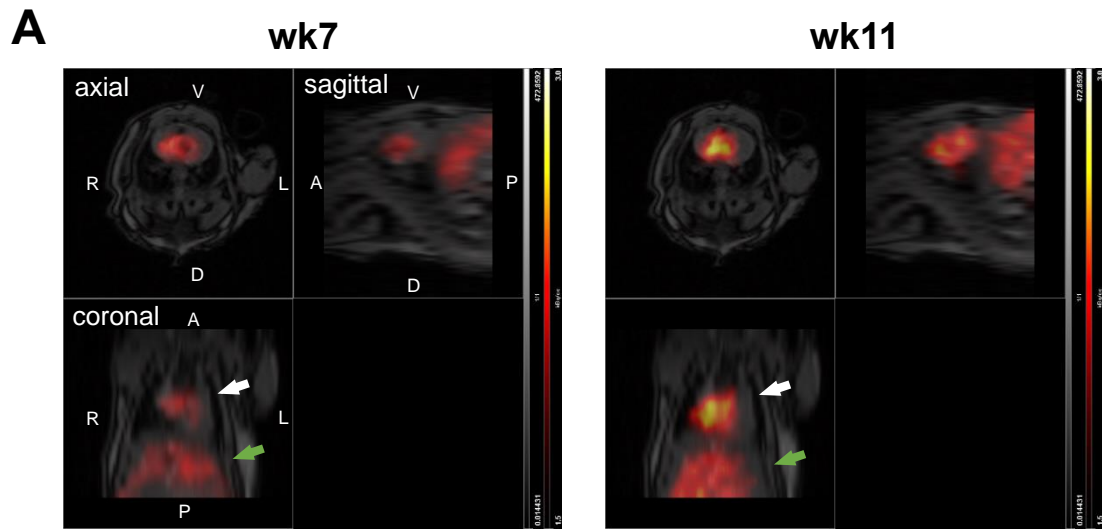 A
wk7
wk11
axial
V
sagittal
V
R
L
A
P
D
D
coronal
A
R
L
P
472.8592
3.0
0.014431
1.5
472.8592
3.0
0.014431
1.5